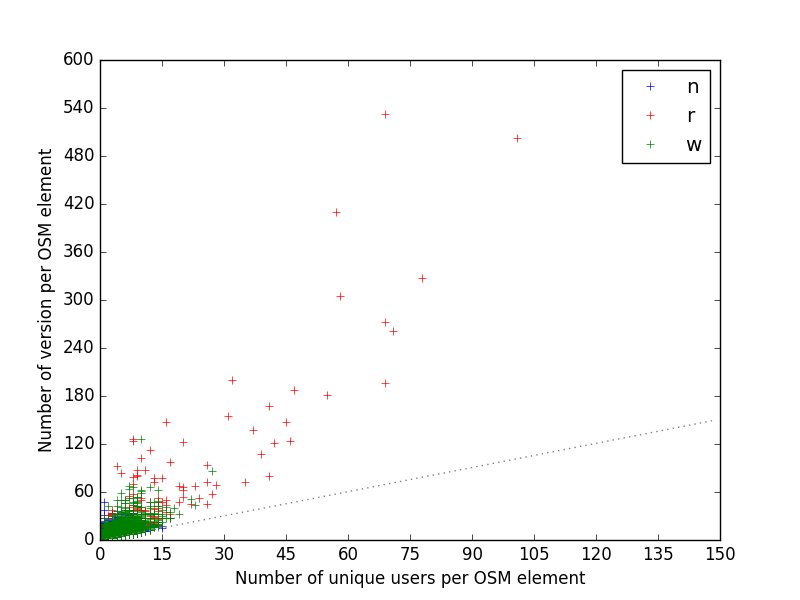 600
540
480
420
360
300
240
180
120
60
0
Number of version per OSM element
n
r
w
0 15 30 45 60 75 90 105 120 135 150
Number of unique users per OSM element